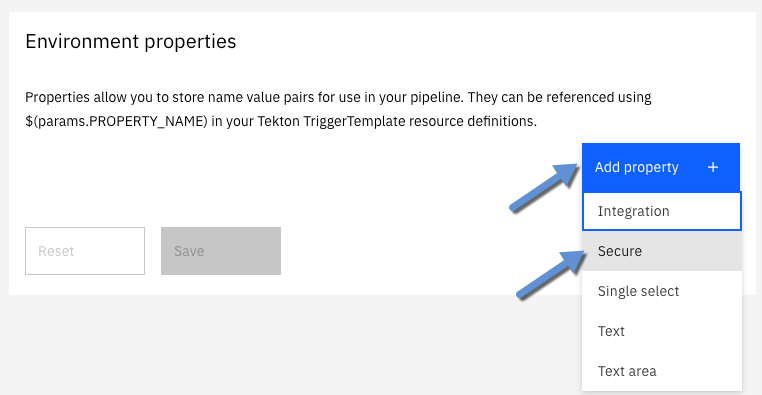 Environment properties
Properties allow you to store name value pairs for use in your pipeline. They can be referenced using
$(params.PROPERTY_NAME) in your Tekton TriggerTemplate resource definitions.
Add property +
Integration
Reset
Save
Secure
Single select
Text
Text area